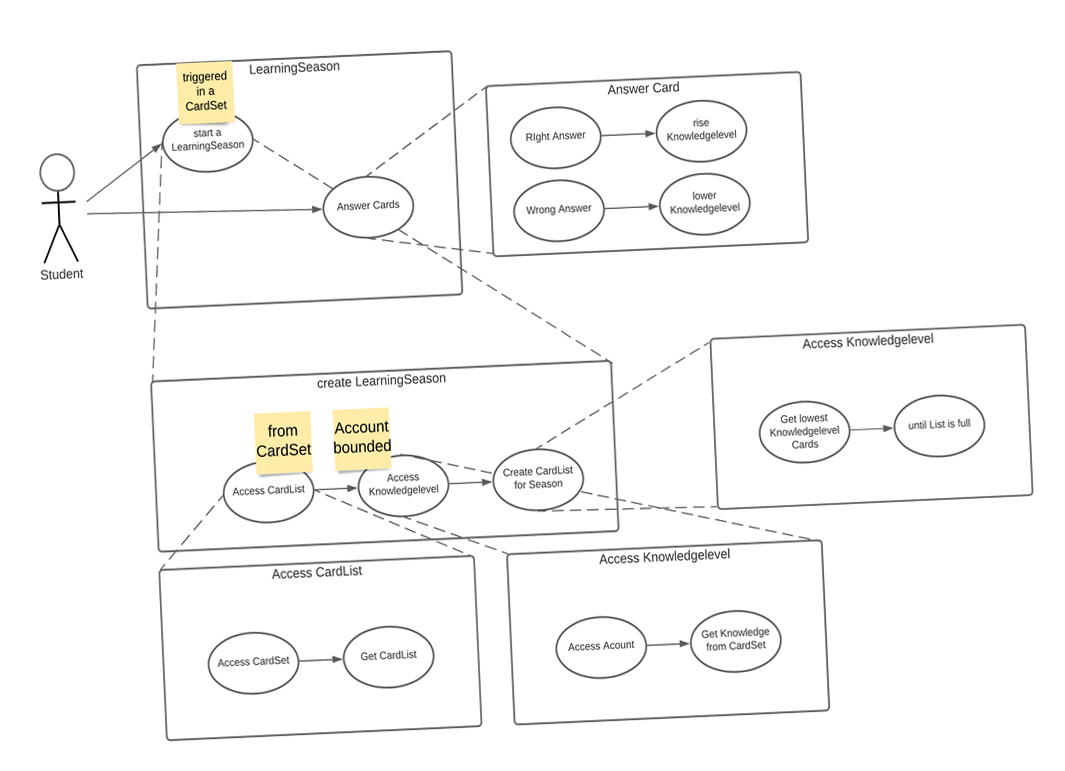 LearningSeason
triggered
in a
CardSet
start a
LearningSeason
Answer Cards
Student
Answer Card
RIght Answer
rise
Knowledgelevel
Wrong Answer
lower
Knowledgelevel
create LearningSeason
from
CardSet
Account
bounded
Access CardList
Access
Knowledgelevel
Create CardList
for Season
Access Knowledgelevel
Get lowest
Knowledgelevel
Cards
until List is full
Access CardList
Access CardSet
Get CardList
Access Knowledgelevel
Access Acount
Get Knowledge
from CardSet